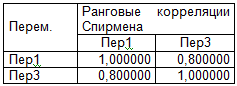 Перем.
Ранговые корреляции
Спирмена
Пер1 Пер3
Пер1 1,000000 0,800000
Пер3 0,800000 1,000000